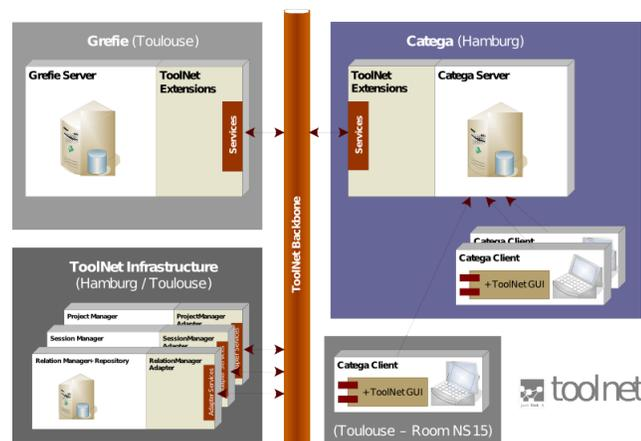 Grefie (Toulouse)
Grefie Server
ToolNet
Extensions
Services
ToolNet Backbone
Catega (Hamburg)
ToolNet
Extensions
Catega Server
Services
Catega Client
Catega Client
+ToolNet GUI
ToolNet Infrastructure
(Hamburg / Toulouse)
Project Manager
ProjectManager
Adapter
Session Manager
SessionManager
Adapter
Relation Manager+ Repository
RelationManager
Adapter
Adapter Services
Services
Services
Catega Client
+ToolNet GUI
(Toulouse – Room NS15)
toolnet